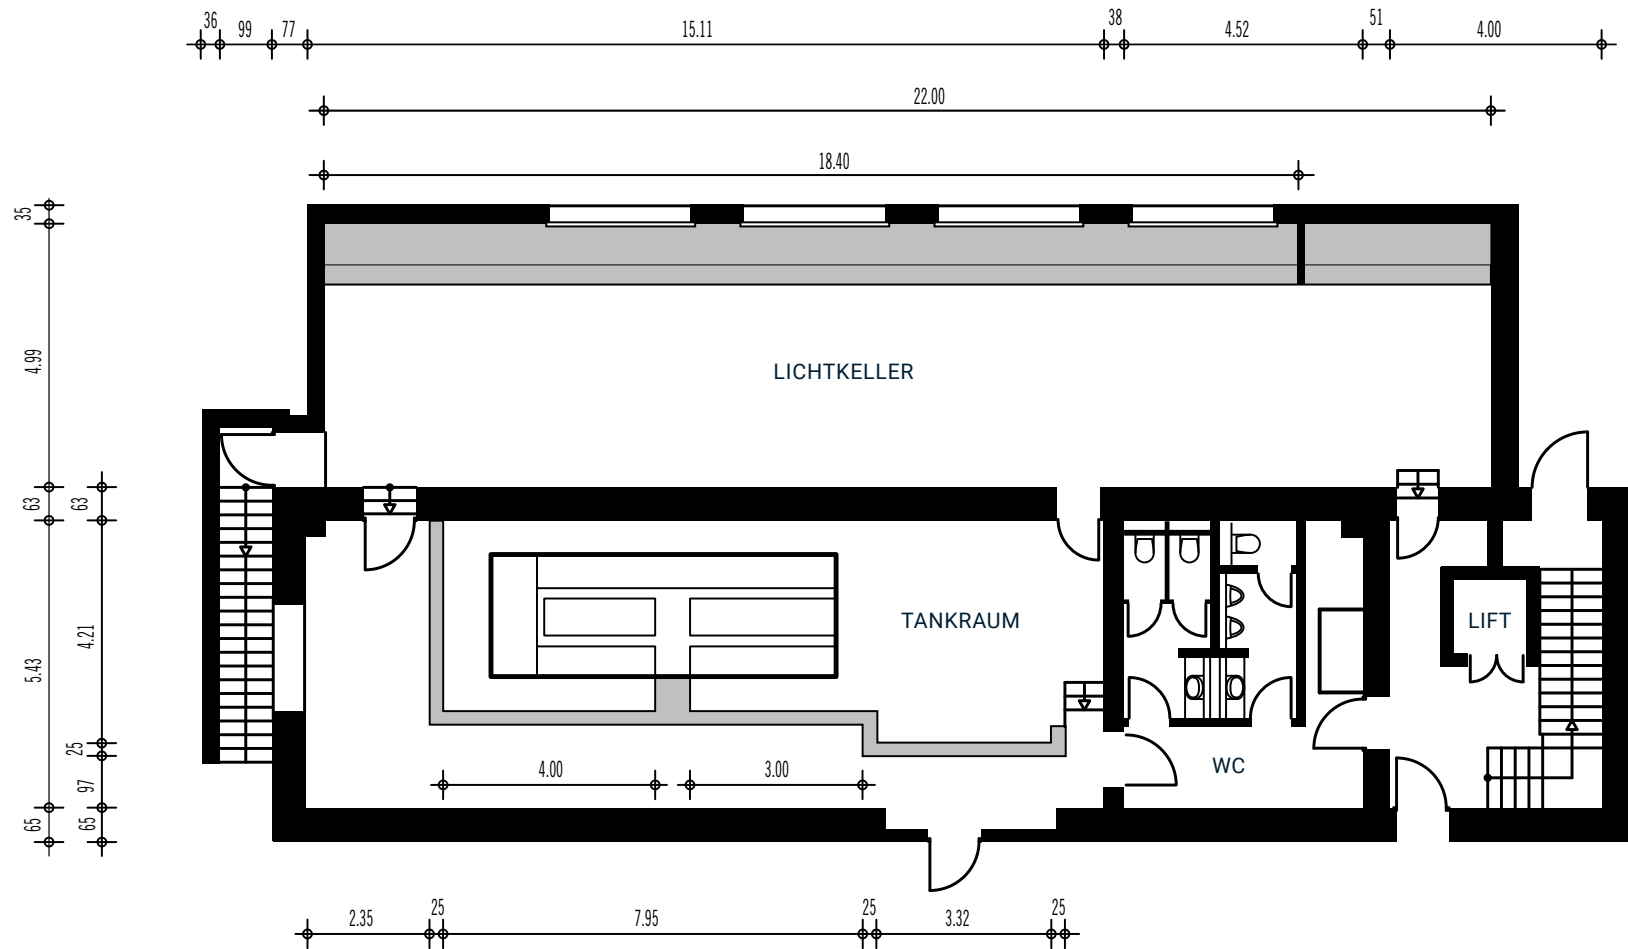 36 99 77 15.11 38 4.52 51 4.00
22.00
18.40
35
4.99
LICHTKELLER
63 63
TANKRAUM LIFT
4.21
5.43
25
WC
4.00 3.00
97
65 65
2.35 25 7.95 25 3.32 25